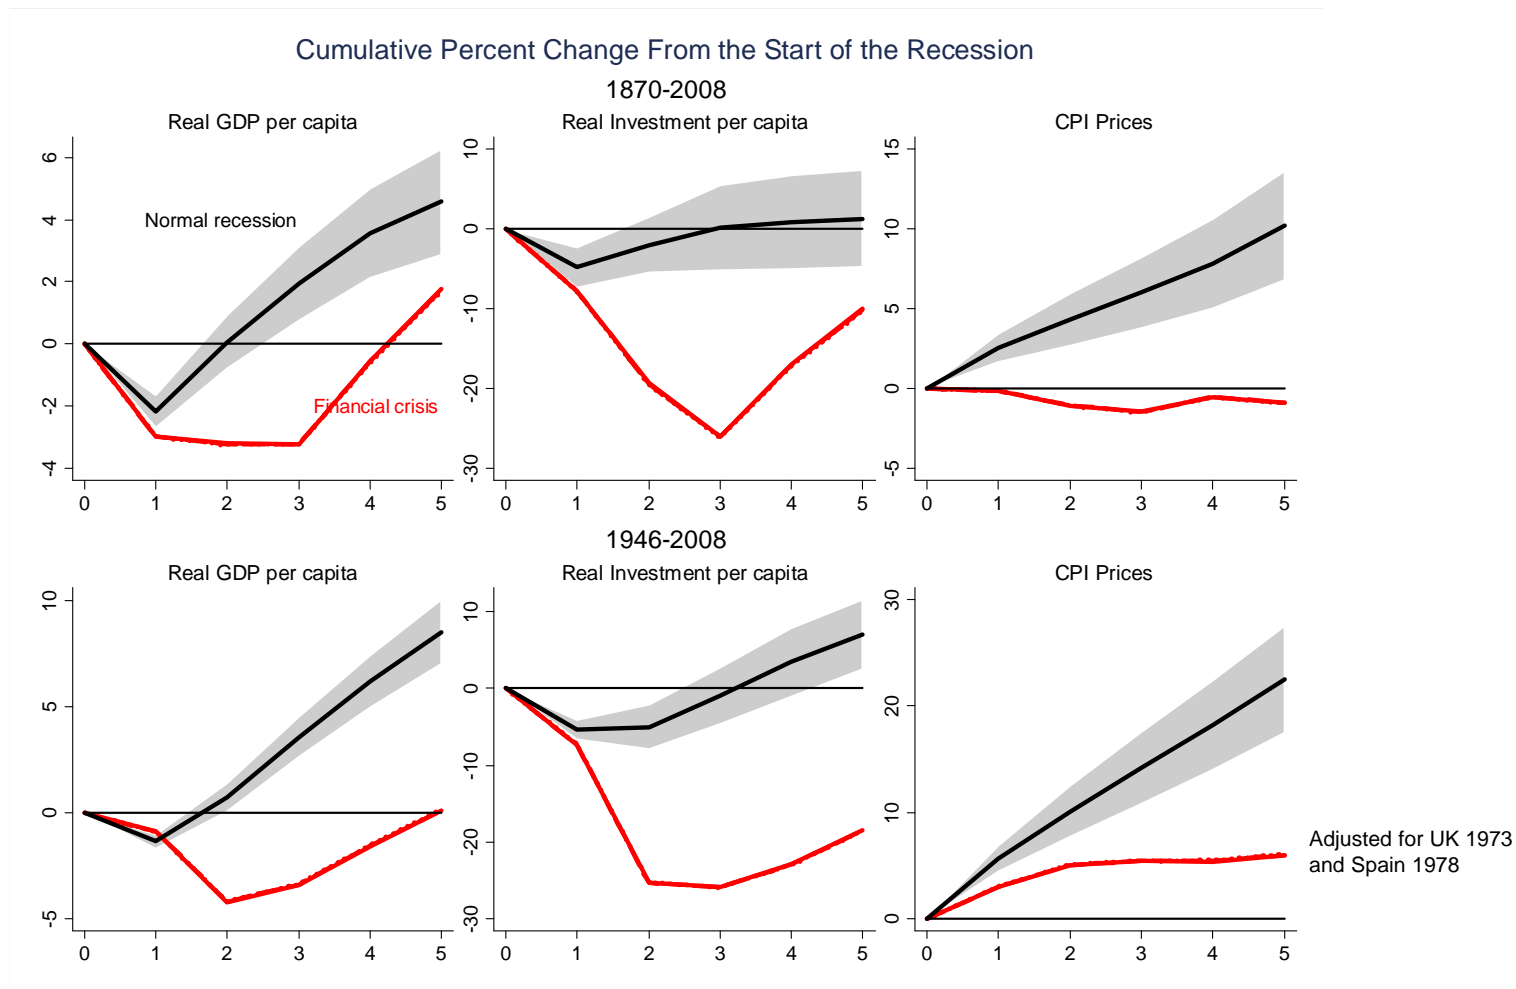 Cumulative Percent Change From the Start of the Recession
1870-2008
Real GDP per capita
6
4
2
0
-2
-4
0 1 2 3 4 5
Normal recession
Financial crisis
Real Investment per capita
10
0
-10
-20
-30
0 1 2 3 4 5
CPI Prices
15
10
5
0
-5
0 1 2 3 4 5
1946-2008
Real GDP per capita
10
5
0
-5
0 1 2 3 4 5
Real Investment per capita
10
0
-10
-20
-30
0 1 2 3 4 5
CPI Prices
30
20
10
0
0 1 2 3 4 5
Adjusted for UK 1973
and Spain 1978